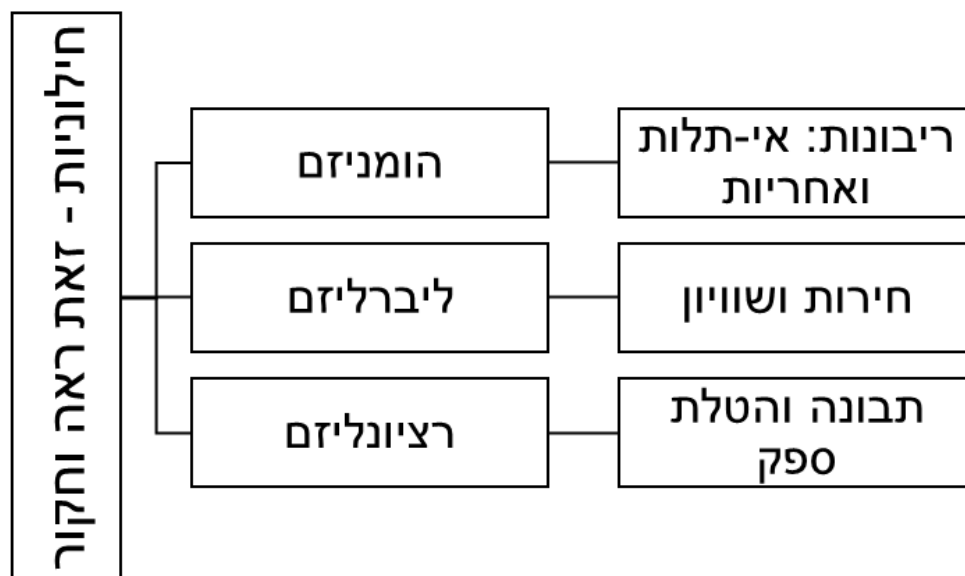 חילוניות - זאת ראה וחקור
הומניזם
ריבונות: אי-תלות
ואחריות
ליברליזם
חירות ושוויון
רציונליזם
תבונה והטלת
ספק